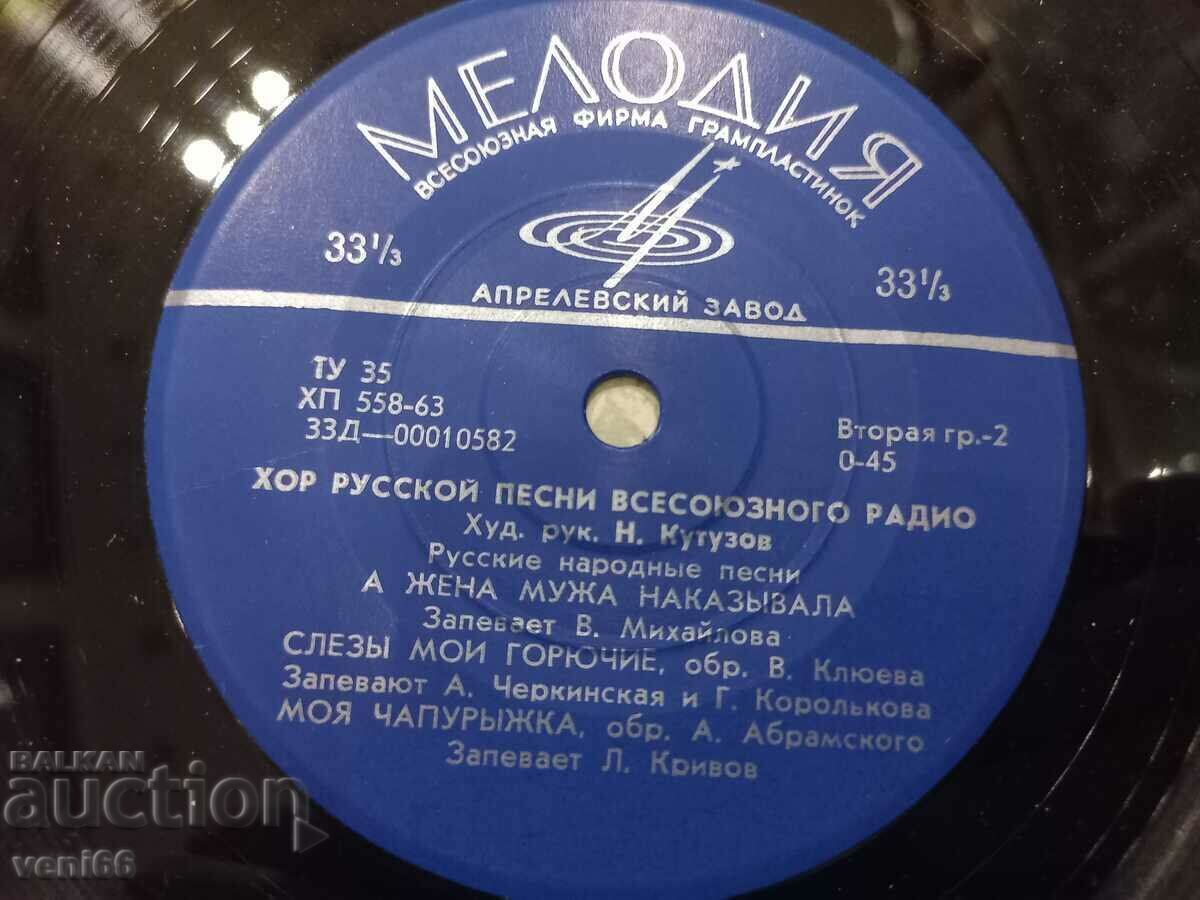 МЕЛОДИЯ
ВСЕСОЮЗНАЯ ФИРМА ГРАМПЛАСТИНОК
33⅓ 33⅓
АПРЕЛЕВСКИЙ ЗАВОД
ТУ 35
ХП 558-63
33Д—00010582
Вторая гр.-2
0-45
ХОР РУССКОЙ ПЕСНИ ВСЕСОЮЗНОГО РАДИО
Худ. рук. Н. Кутузов
Русские народные песни
А ЖЕНА МУЖА НАКАЗЫВАЛА
Запевает В. Михайлова
СЛЕЗЫ МОИ ГОРЮЧИЕ, обр. В. Клюева
Запевают А. Черкинская и Г. Королькова
МОЯ ЧАПУРЫЖКА, обр. А. Абрамского
Запевает Л. Кривов
BALKAN
auction
veni66